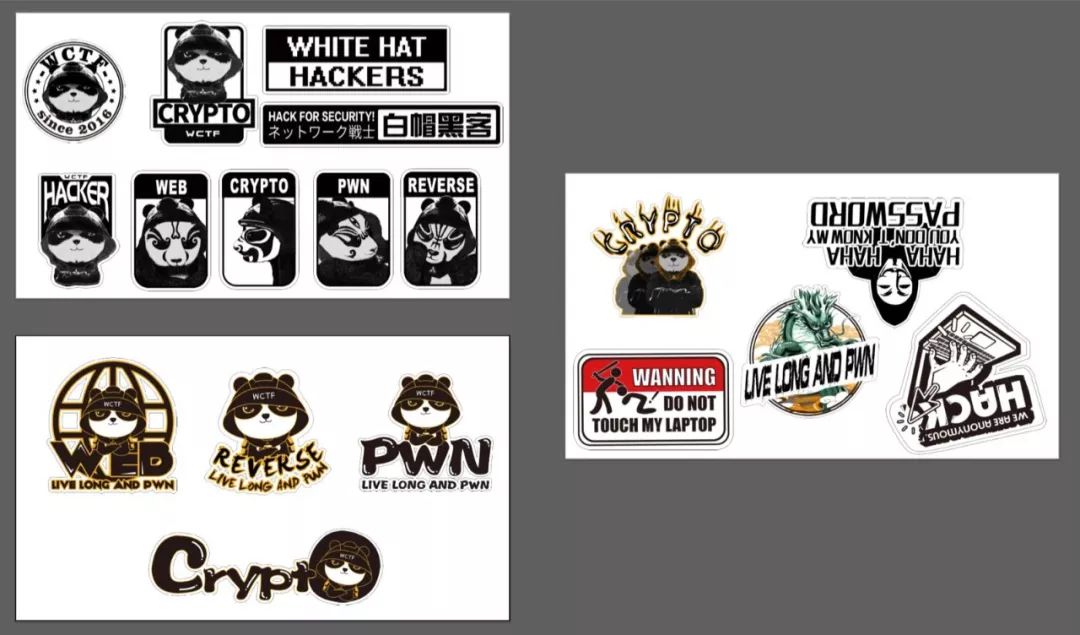 WCTF
since 2016
CRYPTO
WCTF
WHITE HAT
HACKERS
HACK FOR SECURITY!
ネットワーク戦士
白帽黑客
WCTF
HACKER
WEB
CRYPTO
PWN
REVERSE
WCTF
WEB
LIVE LONG AND PWN
WCTF
REVERSE
LIVE LONG AND PWN
WCTF
PWN
LIVE LONG AND PWN
Crypto
WCTF
CRYPTO
HAHA HAHA
YOU DON'T KNOW MY
PASSWORD
WANNING
DO NOT
TOUCH MY LAPTOP
LIVE LONG AND PWN
HACK
WE ARE ANONYMOUS.